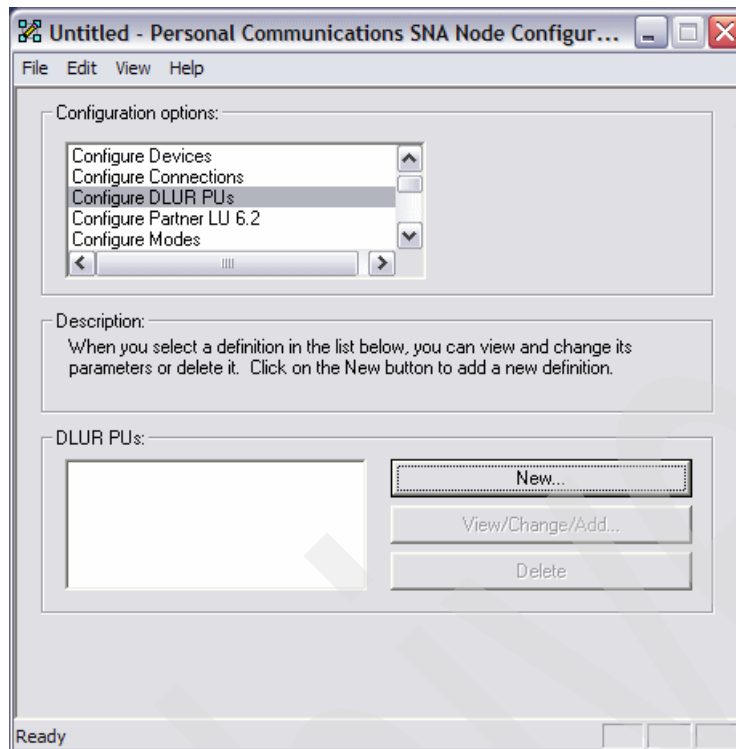 Untitled - Personal Communications SNA Node Configur...
File Edit View Help
Configuration options:
Configure Devices
Configure Connections
Configure DLUR PUs
Configure Partner LU 6.2
Configure Modes
Description:
When you select a definition in the list below, you can view and change its
parameters or delete it. Click on the New button to add a new definition.
DLUR PUs:
New...
View/Change/Add...
Delete
Ready